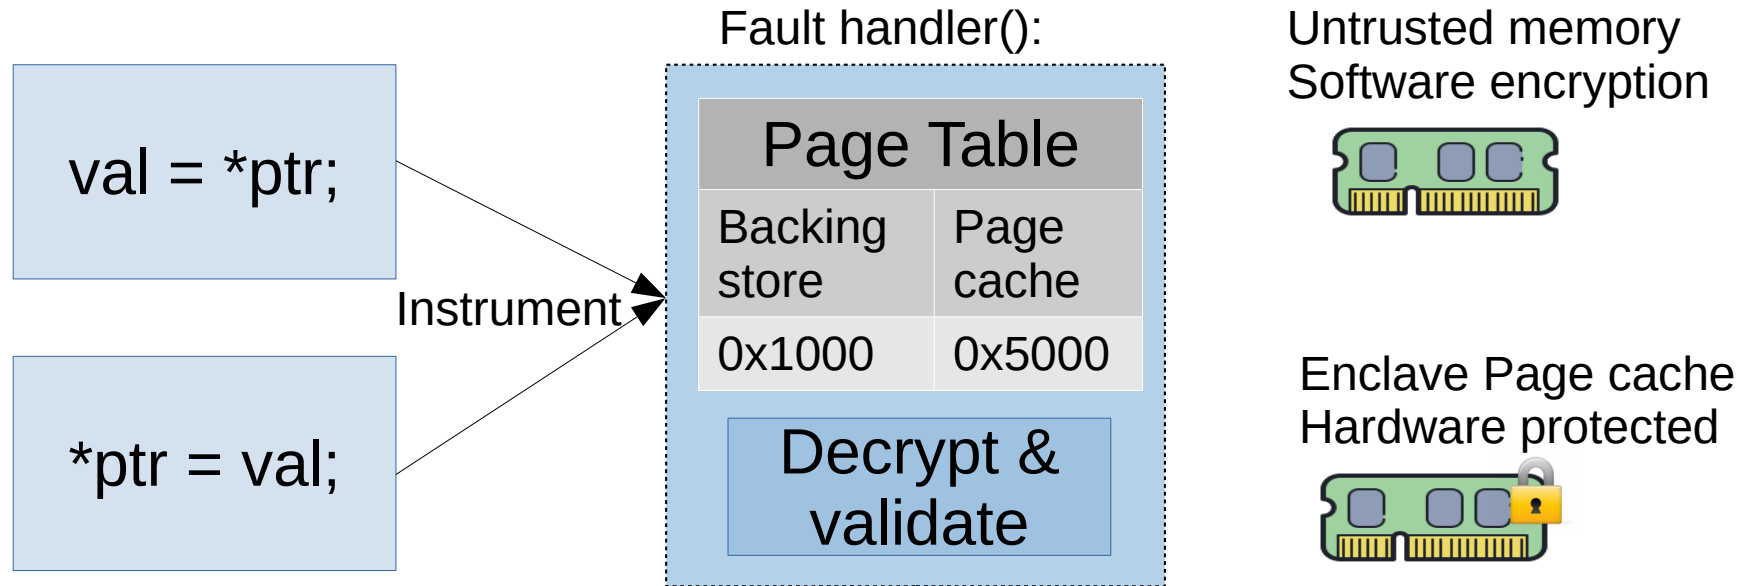 Fault handler():
Untrusted memory
Software encryption
val = *ptr;
Page Table
Backing
store
Page
cache
Instrument
0x1000
0x5000
*ptr = val;
Decrypt &
validate
Enclave Page cache
Hardware protected